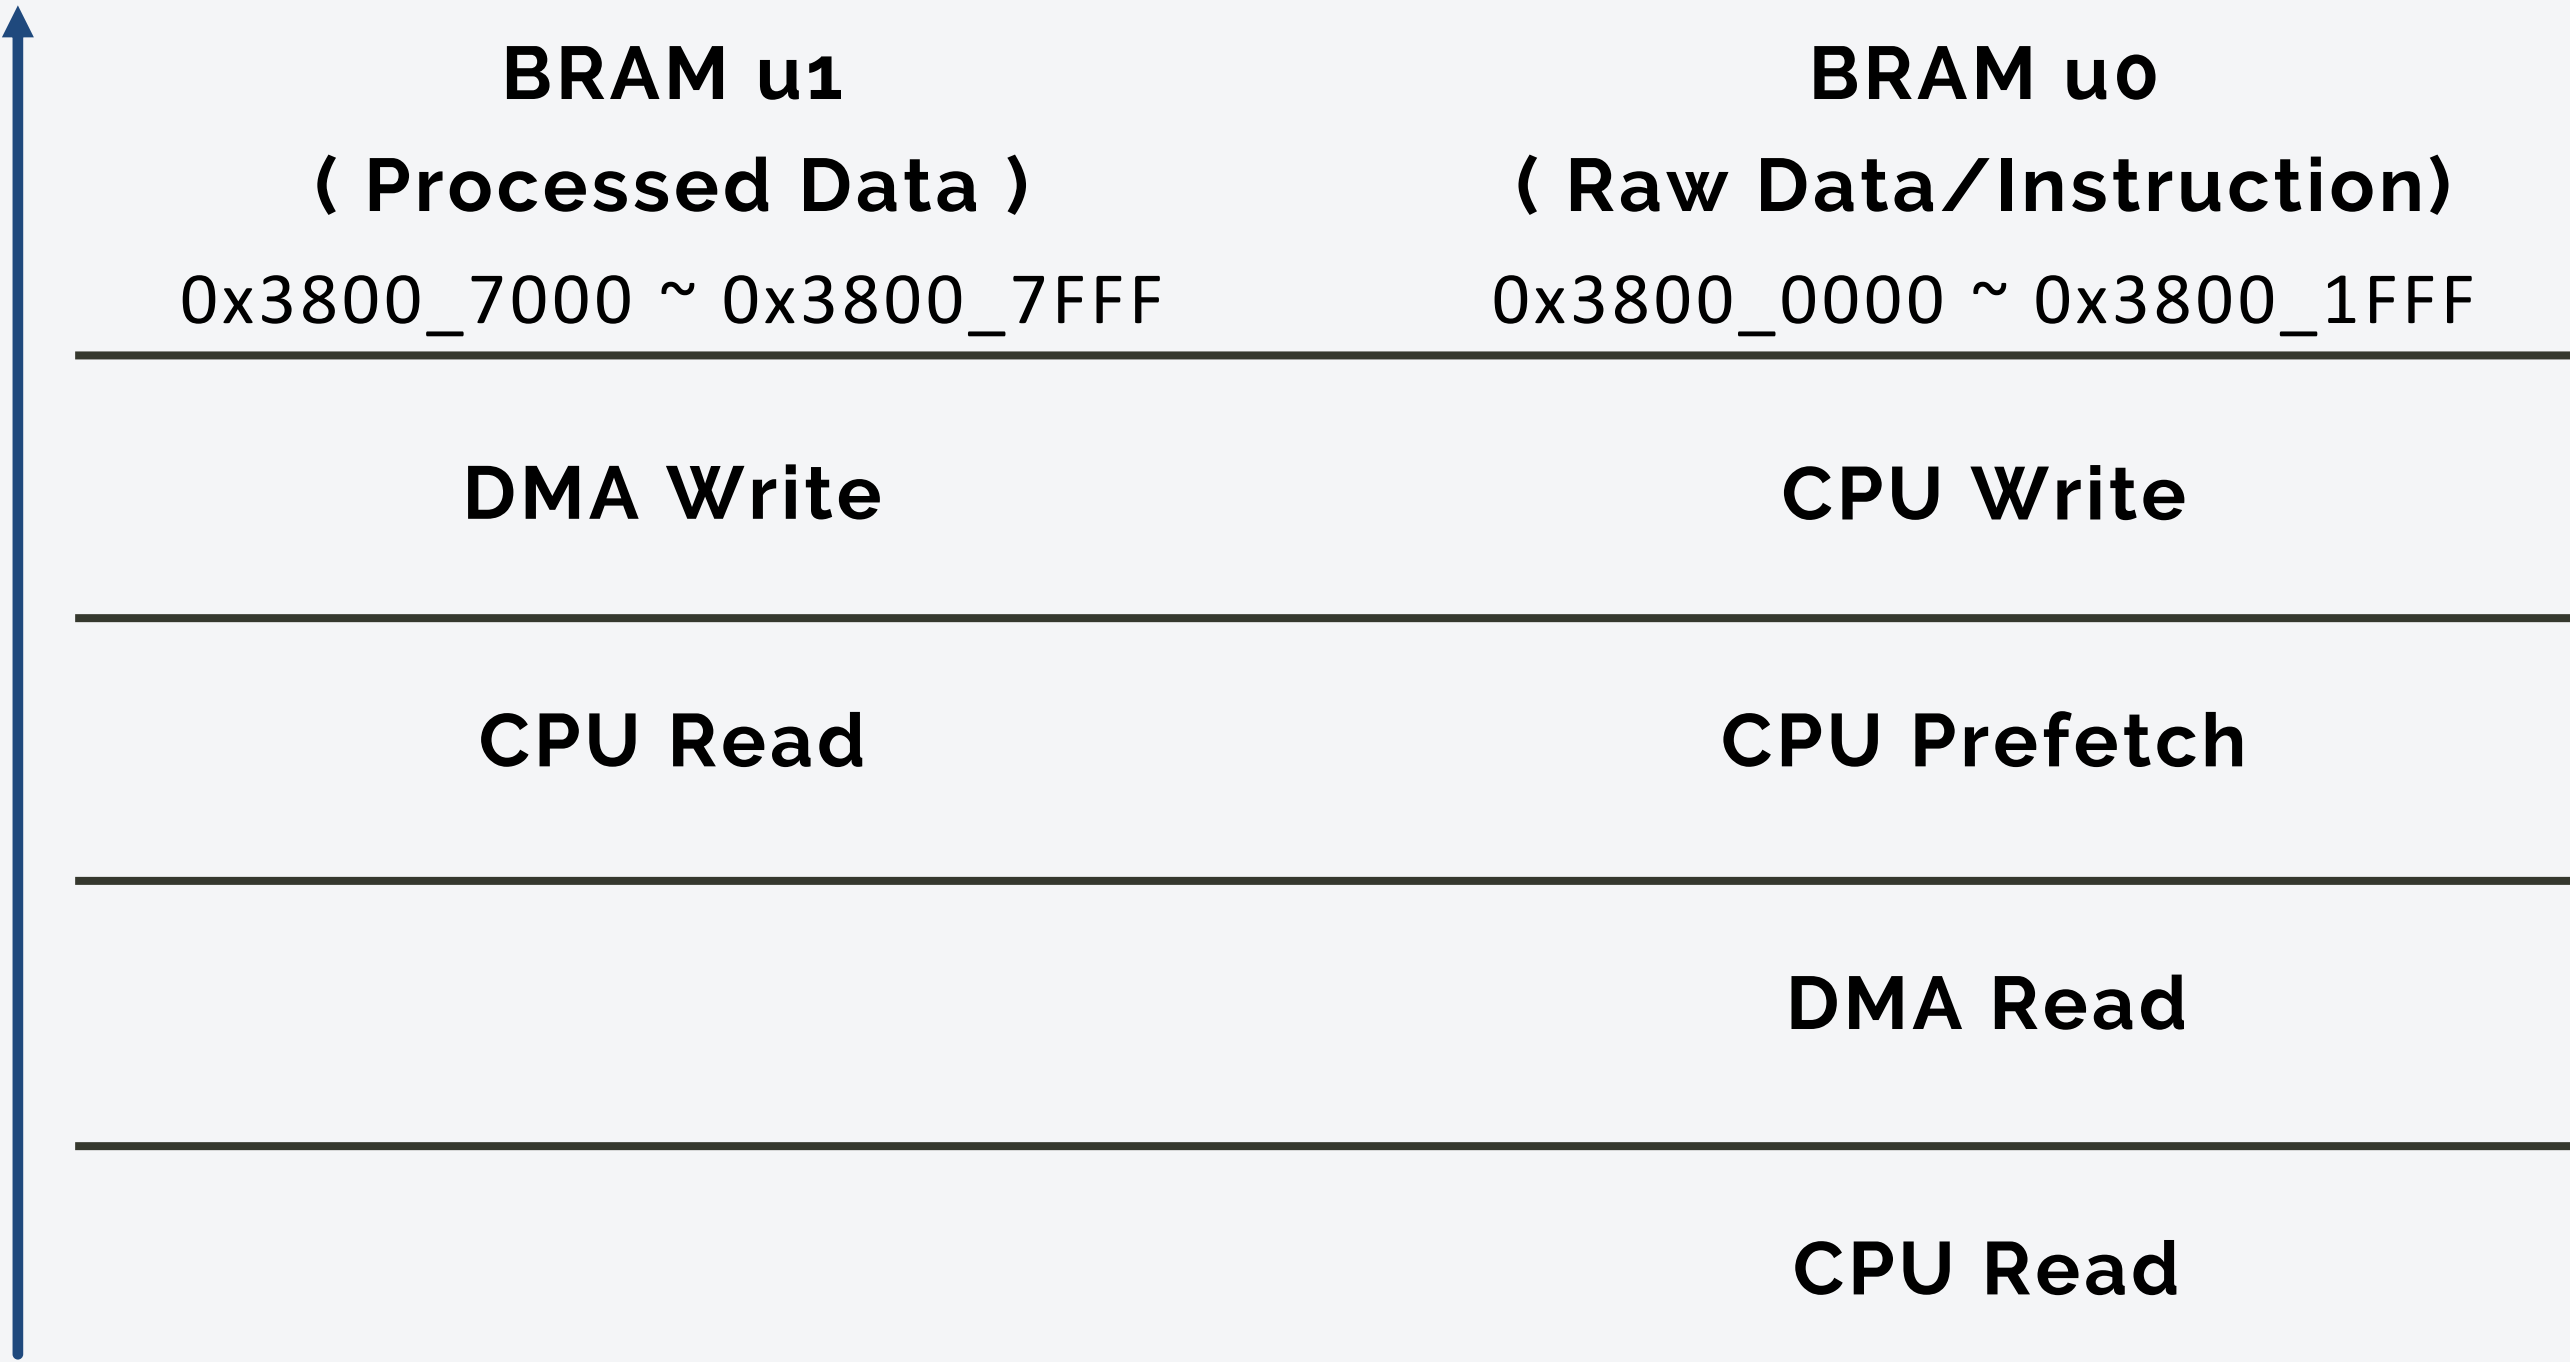 BRAM u1
( Processed Data )
0x3800_7000 ~ 0x3800_7FFF
BRAM u0
( Raw Data/Instruction)
0x3800_0000 ~ 0x3800_1FFF
DMA Write
CPU Write
CPU Read
CPU Prefetch
DMA Read
CPU Read